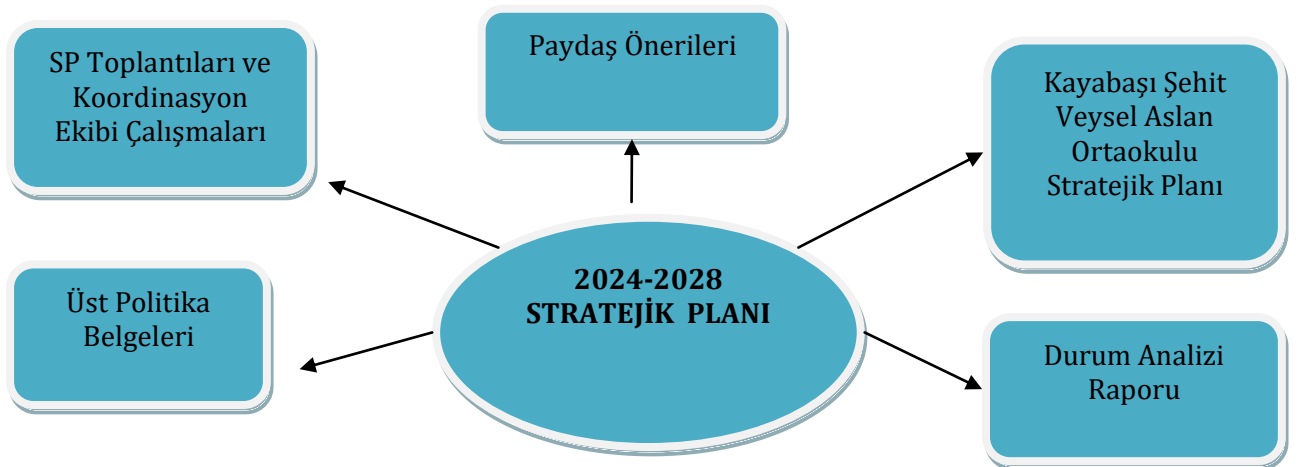 SP Toplantıları ve
Koordinasyon
Ekibi Çalışmaları
Paydaş Önerileri
Kayabaşı Şehit
Veysel Aslan
Ortaokulu
Stratejik Planı
Üst Politika
Belgeleri
2024-2028
STRATEJİK PLANI
Durum Analizi
Raporu